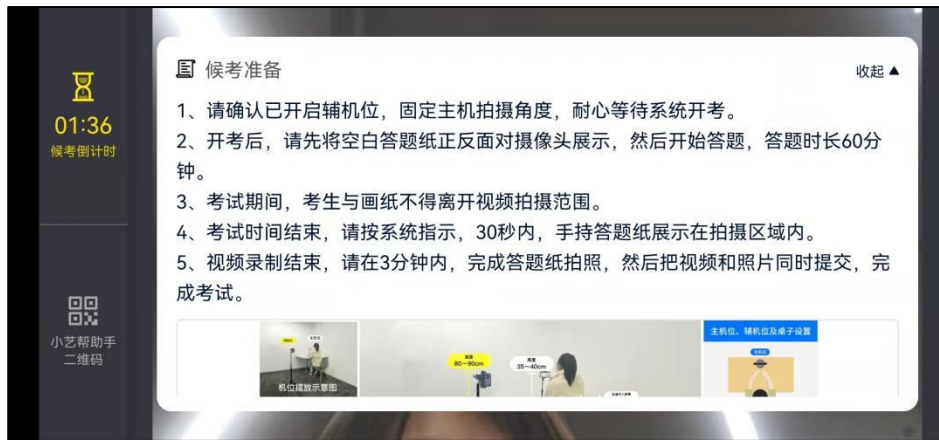 01:36
候考倒计时
小艺帮助手
二维码
候考准备
收起▲
1、请确认已开启辅机位，固定主机拍摄角度，耐心等待系统开考。
2、开考后，请先将空白答题纸正反面对摄像头展示，然后开始答题，答题时长60分
钟。
3、考试期间，考生与画纸不得离开视频拍摄范围。
4、考试时间结束，请按系统指示，30秒内，手持答题纸展示在拍摄区域内。
5、视频录制结束，请在3分钟内，完成答题纸拍照，然后把视频和照片同时提交，完
成考试。
机位摆放示意图
高度
80~90cm
高度
35~40cm
主机位、辅机位及桌子设置